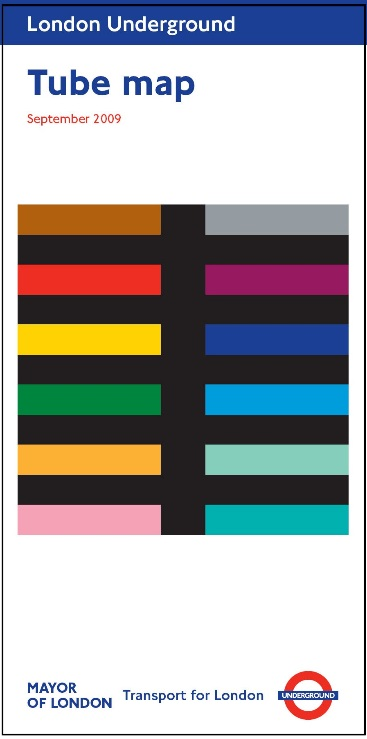 London Underground
Tube map
September 2009
MAYOR
OF LONDON
Transport for London
UNDERGROUND